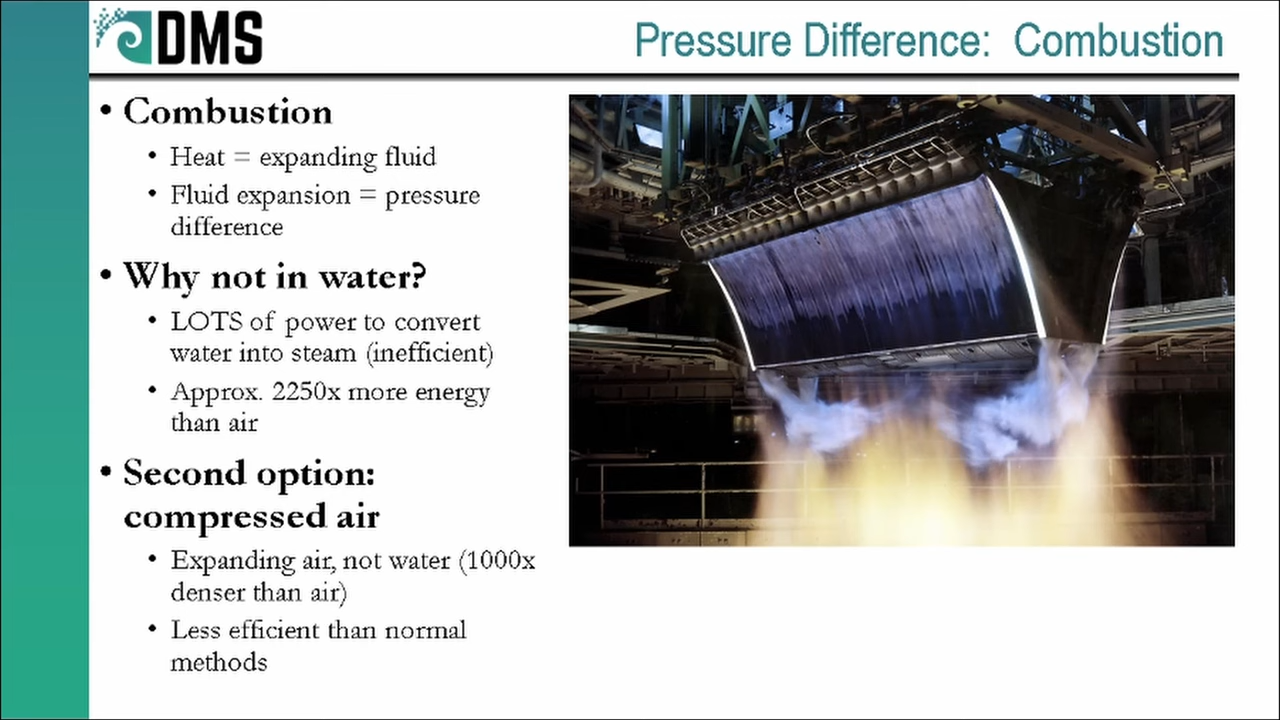 DMS
Pressure Difference: Combustion
• Combustion
• Heat = expanding fluid
• Fluid expansion = pressure
difference
• Why not in water?
• LOTS of power to convert
water into steam (inefficient)
• Approx. 2250x more energy
than air
• Second option:
compressed air
• Expanding air, not water (1000x
denser than air)
• Less efficient than normal
methods